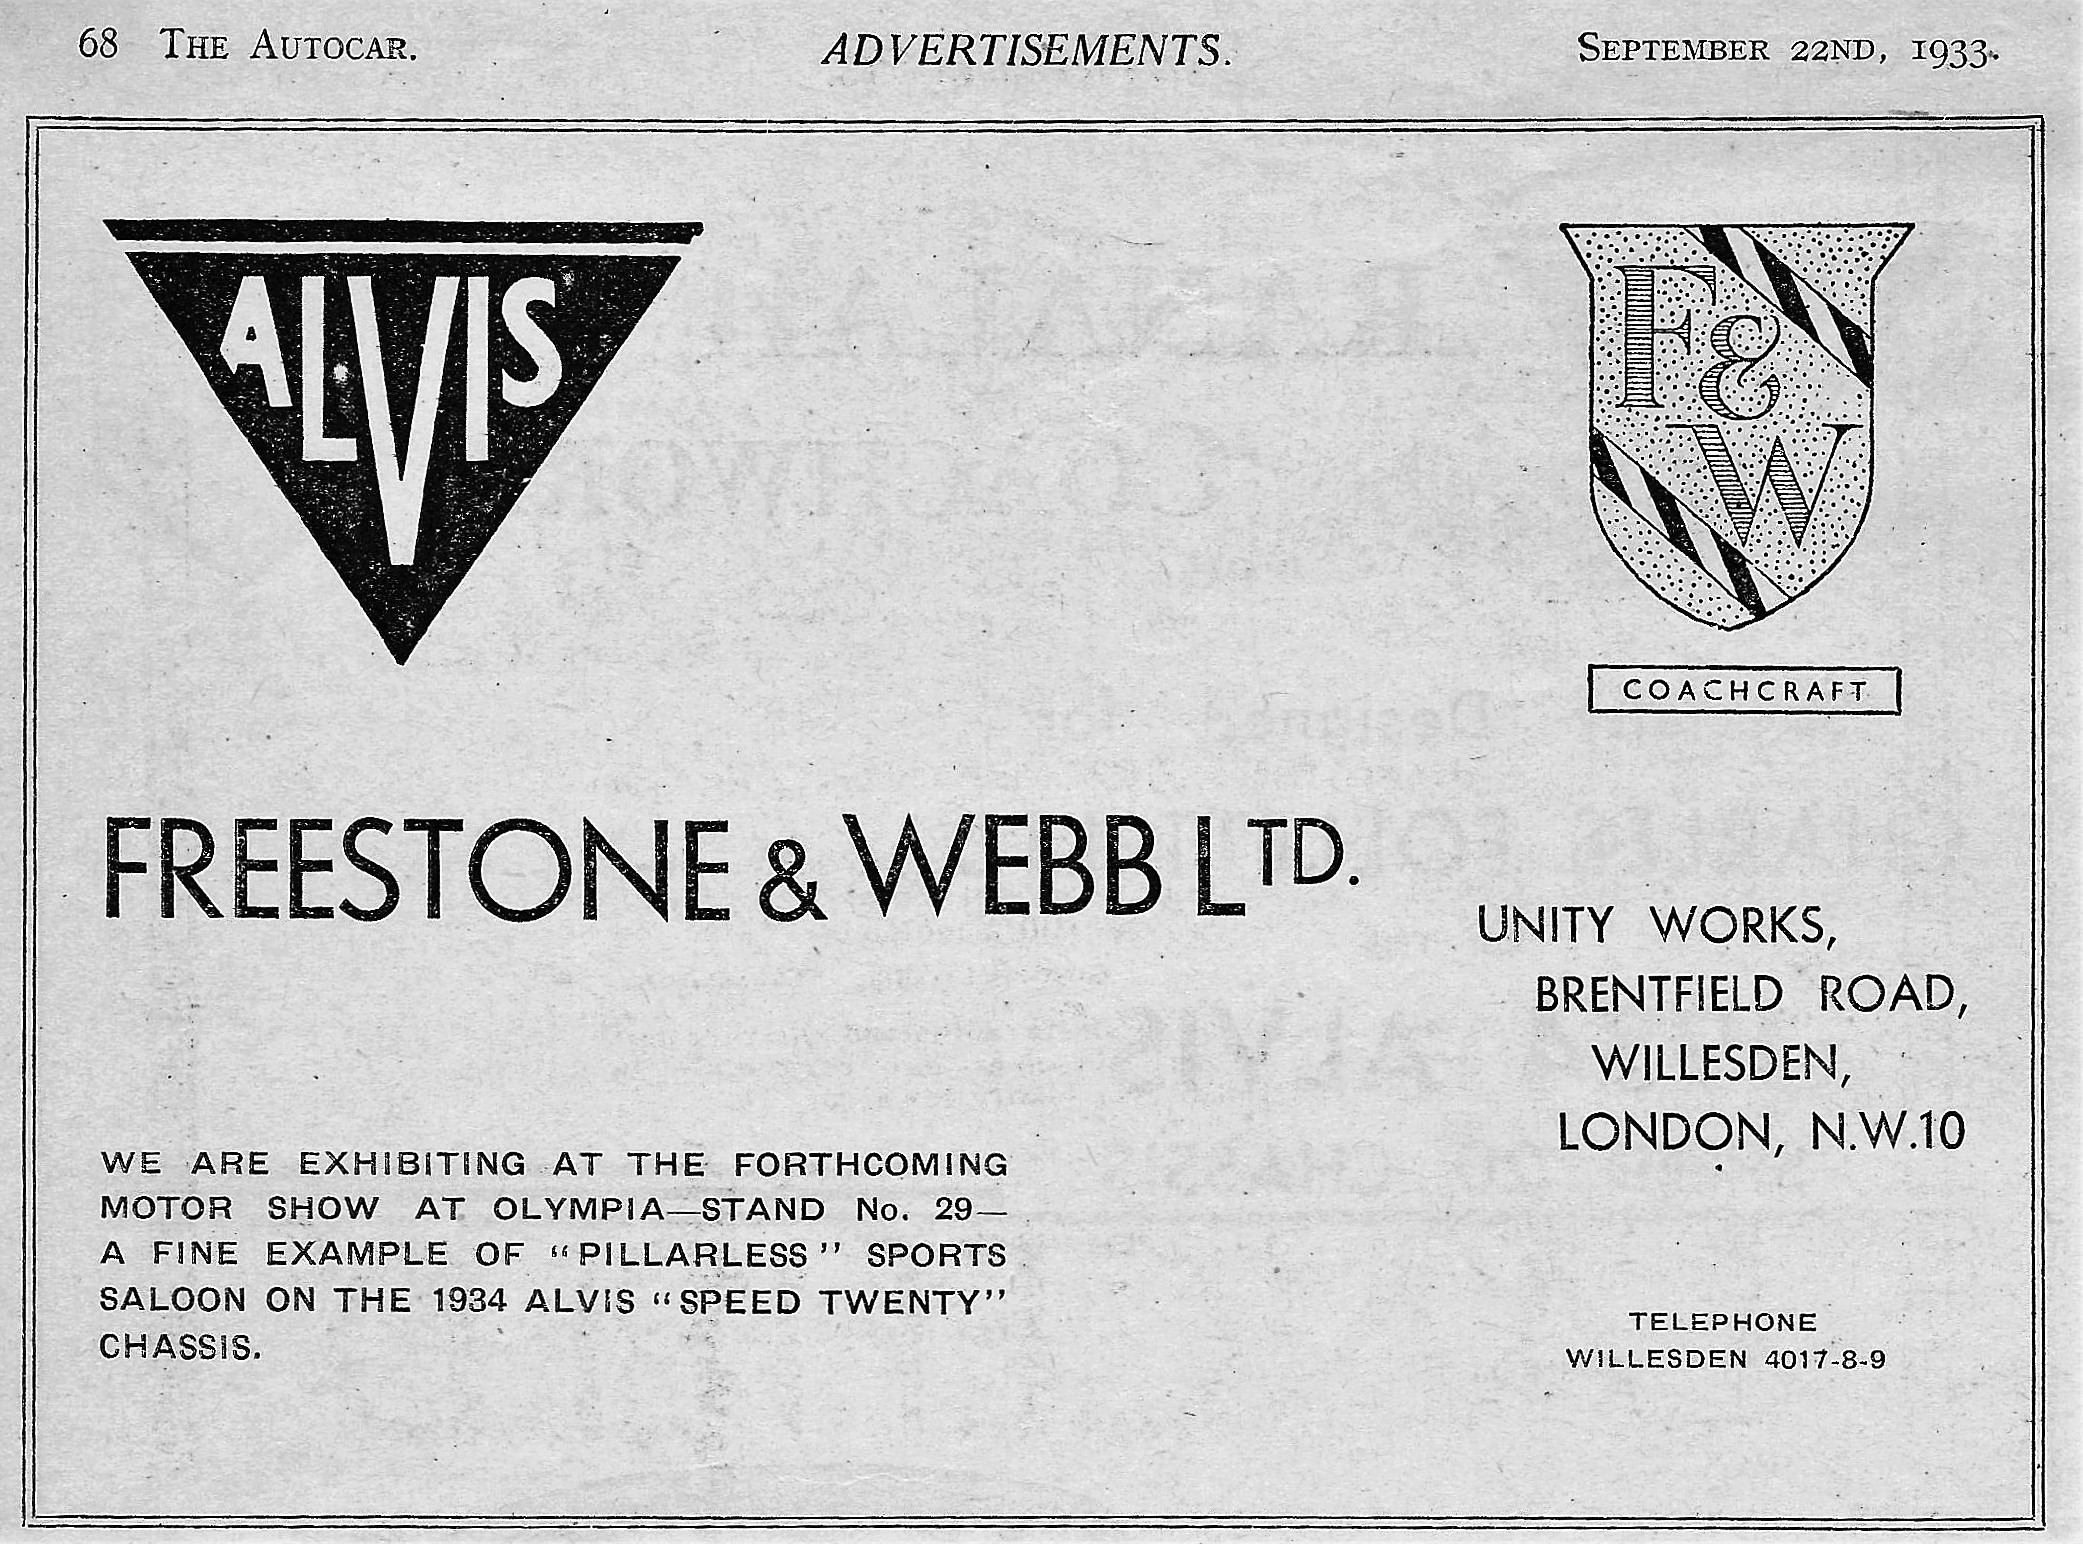 68 THE AUTOCAR. ADVERTISEMENTS. SEPTEMBER 22ND, 1933.
ALVIS
F&W
COACHCRAFT
FREESTONE & WEBB LTD.
UNITY WORKS,
BRENTFIELD ROAD,
WILLESDEN,
LONDON, N.W.10
WE ARE EXHIBITING AT THE FORTHCOMING
MOTOR SHOW AT OLYMPIA—STAND No. 29—
A FINE EXAMPLE OF “PILLARLESS” SPORTS
SALOON ON THE 1934 ALVIS “SPEED TWENTY”
CHASSIS.
TELEPHONE
WILLESDEN 4017-8-9